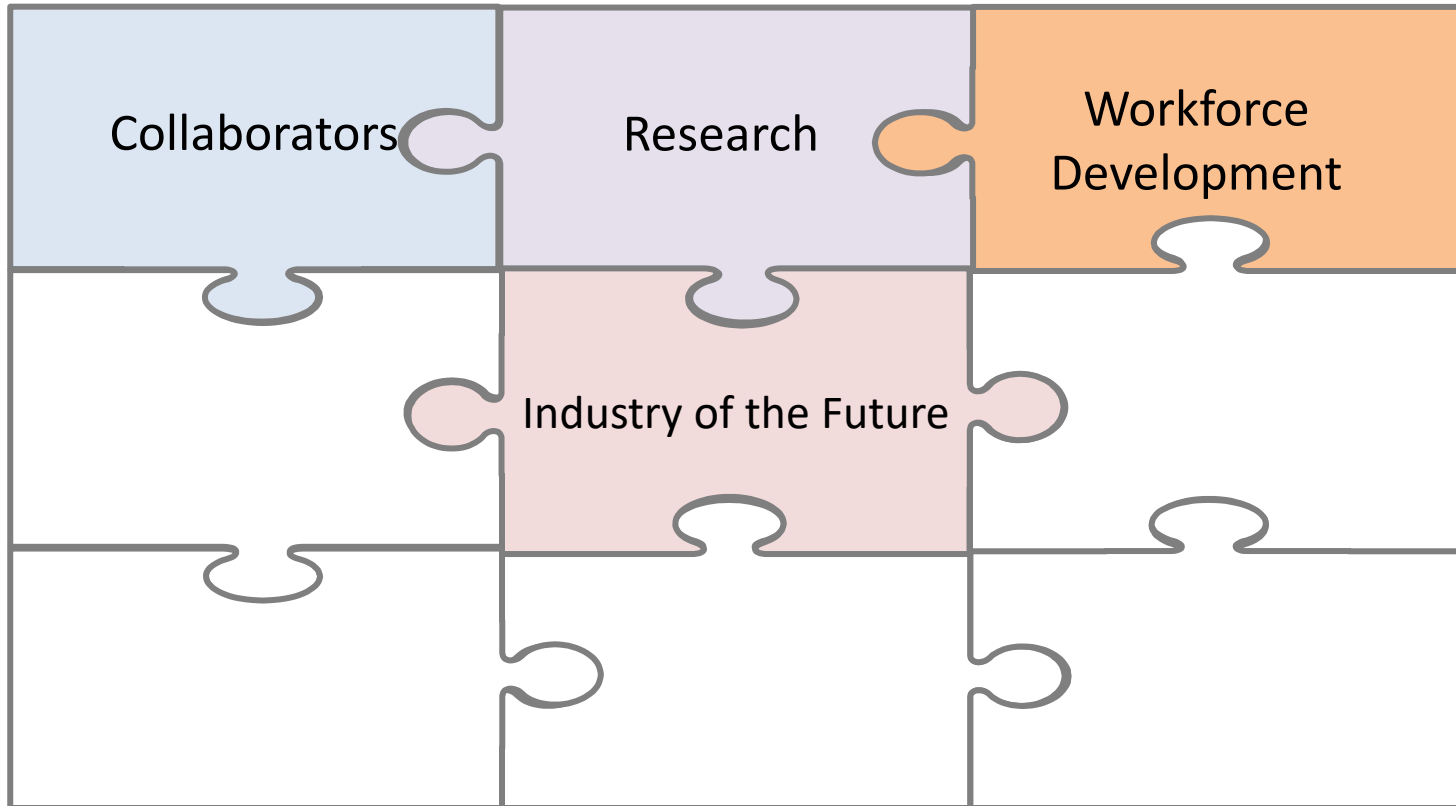 Collaborators
Research
Workforce
Development
Industry of the Future